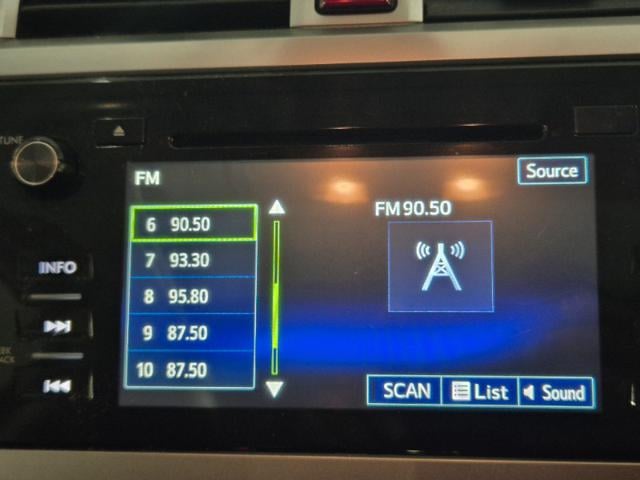 TUNE
FM
Source
6 90.50
FM 90.50
7 93.30
INFO
8 95.80
9 87.50
10 87.50
SCAN List Sound